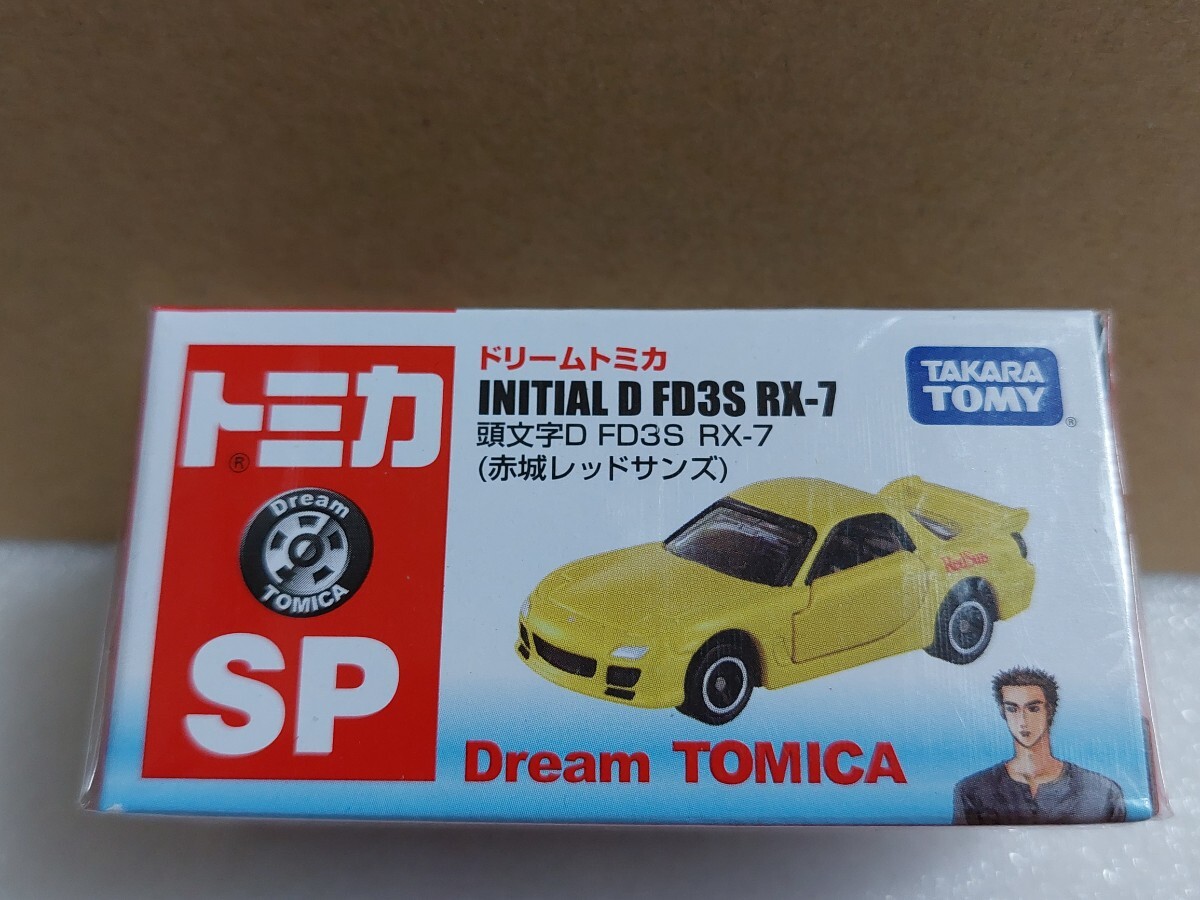 トミカ
®
Dream
TOMICA
SP
ドリームトミカ
INITIAL D FD3S RX-7
頭文字D FD3S RX-7
(赤城レッドサンズ)
TAKARA
TOMY
®
RedSuns
Dream TOMICA